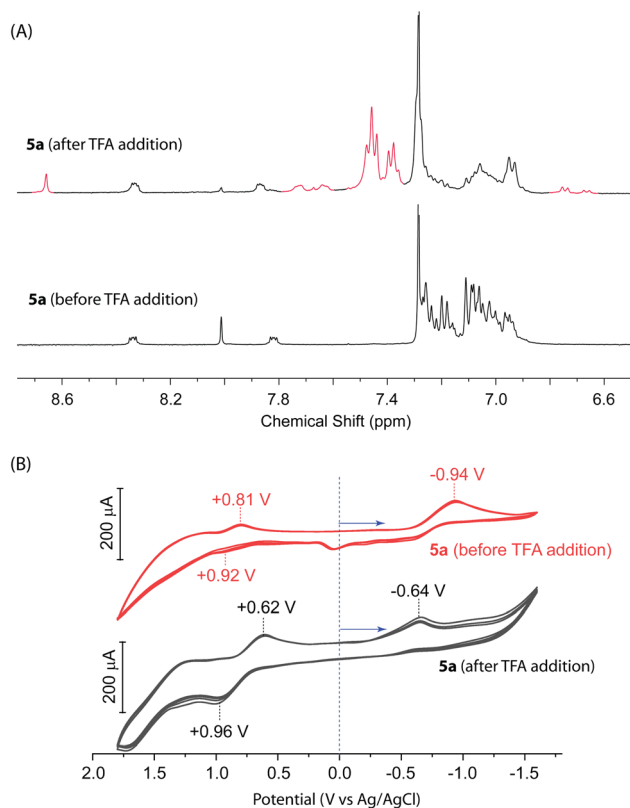 (A)
5a (after TFA addition)
5a (before TFA addition)
8.6 8.2 7.8 7.4 7.0 6.6
Chemical Shift (ppm)
(B)
200 μA
+0.81 V
-0.94 V
+0.92 V
5a (before TFA addition)
200 μA
+0.62 V
-0.64 V
5a (after TFA addition)
+0.96 V
2.0 1.5 1.0 0.5 0.0 -0.5 -1.0 -1.5
Potential (V vs Ag/AgCl)